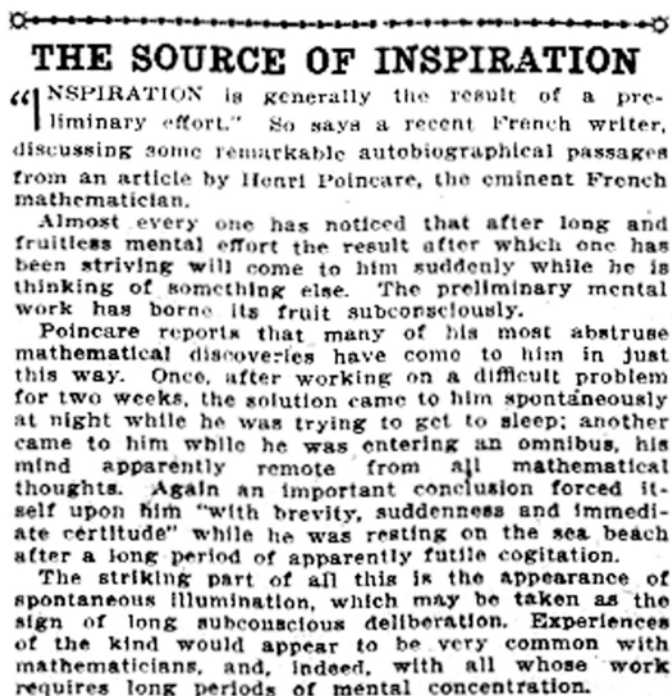 THE SOURCE OF INSPIRATION
"INSPIRATION is generally the result of a pre-
liminary effort." So says a recent French writer,
discussing some remarkable autobiographical passages
from an article by Henri Poincare, the eminent French
mathematician.
Almost every one has noticed that after long and
fruitless mental effort the result after which one has
been striving will come to him suddenly while he is
thinking of something else. The preliminary mental
work has borne its fruit subconsciously.
Poincare reports that many of his most abstruse
mathematical discoveries have come to him in just
this way. Once, after working on a difficult problem
for two weeks, the solution came to him spontaneously
at night while he was trying to get to sleep; another
came to him while he was entering an omnibus, his
mind apparently remote from all mathematical
thoughts. Again an important conclusion forced it-
self upon him "with brevity, suddenness and immedi-
ate certitude" while he was resting on the sea beach
after a long period of apparently futile cogitation.
The striking part of all this is the appearance of
spontaneous illumination, which may be taken as the
sign of long subconscious deliberation. Experiences
of the kind would appear to be very common with
mathematicians, and, indeed, with all whose work
requires long periods of mental concentration.